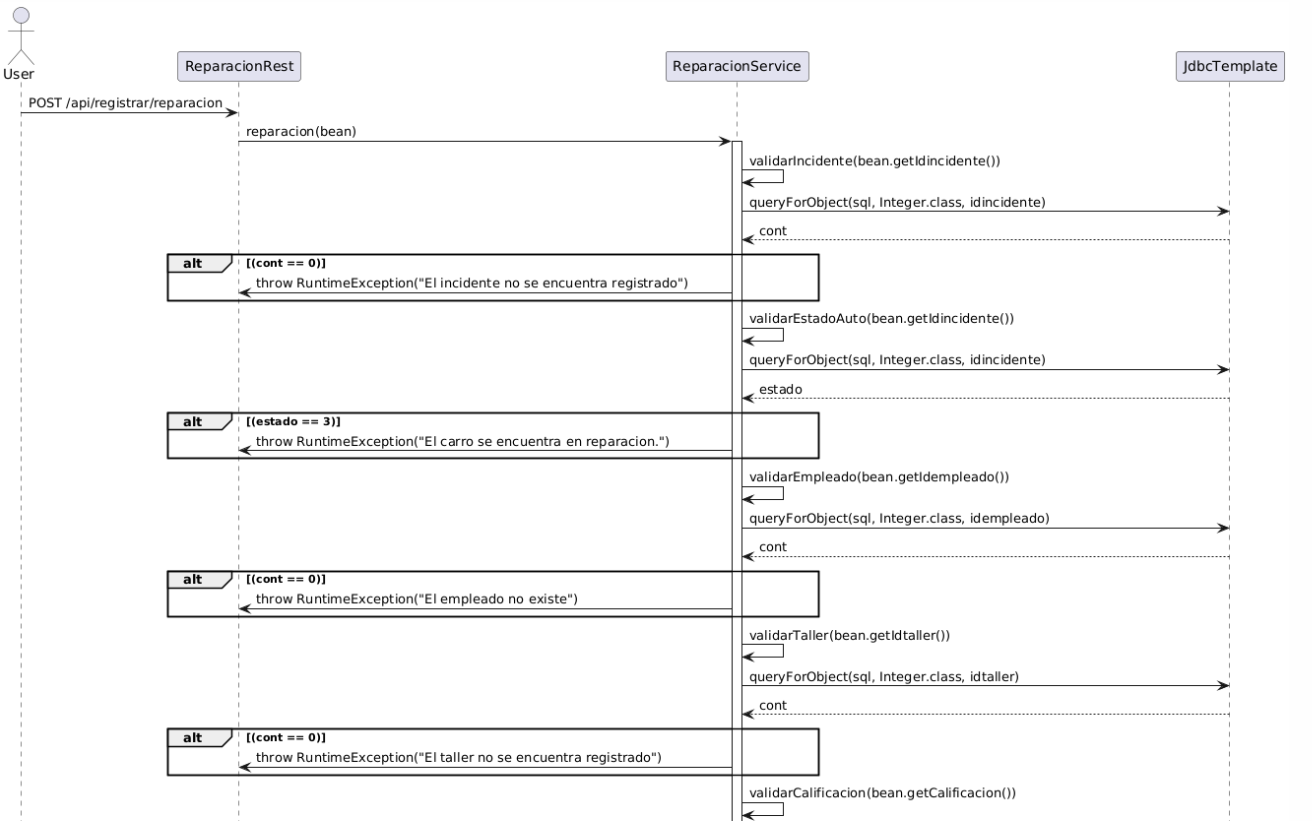 User
ReparacionRest
ReparacionService
JdbcTemplate
POST /api/registrar/reparacion
reparacion(bean)
validarIncidente(bean.getIdincidente())
queryForObject(sql, Integer.class, idincidente)
cont
alt [(cont == 0)]
throw RuntimeException("El incidente no se encuentra registrado")
validarEstadoAuto(bean.getIdincidente())
queryForObject(sql, Integer.class, idincidente)
estado
alt [(estado == 3)]
throw RuntimeException("El carro se encuentra en reparacion.")
validarEmpleado(bean.getIdempleado())
queryForObject(sql, Integer.class, idempleado)
cont
alt [(cont == 0)]
throw RuntimeException("El empleado no existe")
validarTaller(bean.getIdtaller())
queryForObject(sql, Integer.class, idtaller)
cont
alt [(cont == 0)]
throw RuntimeException("El taller no se encuentra registrado")
validarCalificacion(bean.getCalificacion())